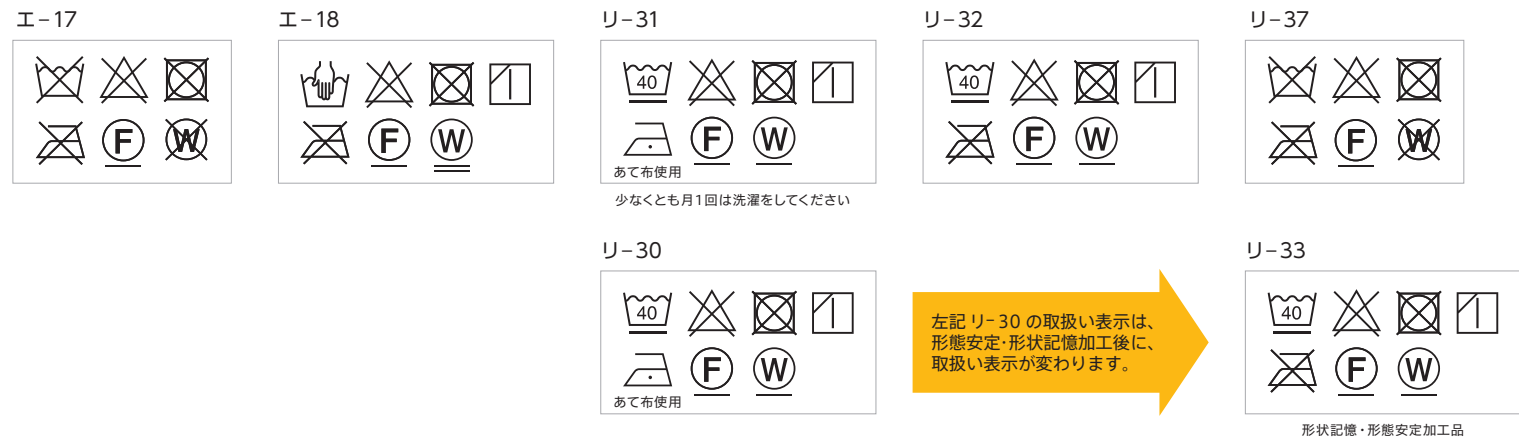 エ−17
エ−18
リ−31
リ−32
リ−37
40
40
F
W
F
W
あて布使用
F
W
F
W
F
W
少なくとも月1回は洗濯をしてください
リ−30
リ−33
40
左記 リ−30 の取扱い表示は、
形態安定・形状記憶加工後に、
取扱い表示が変わります。
40
あて布使用
F
W
F
W
形状記憶・形態安定加工品